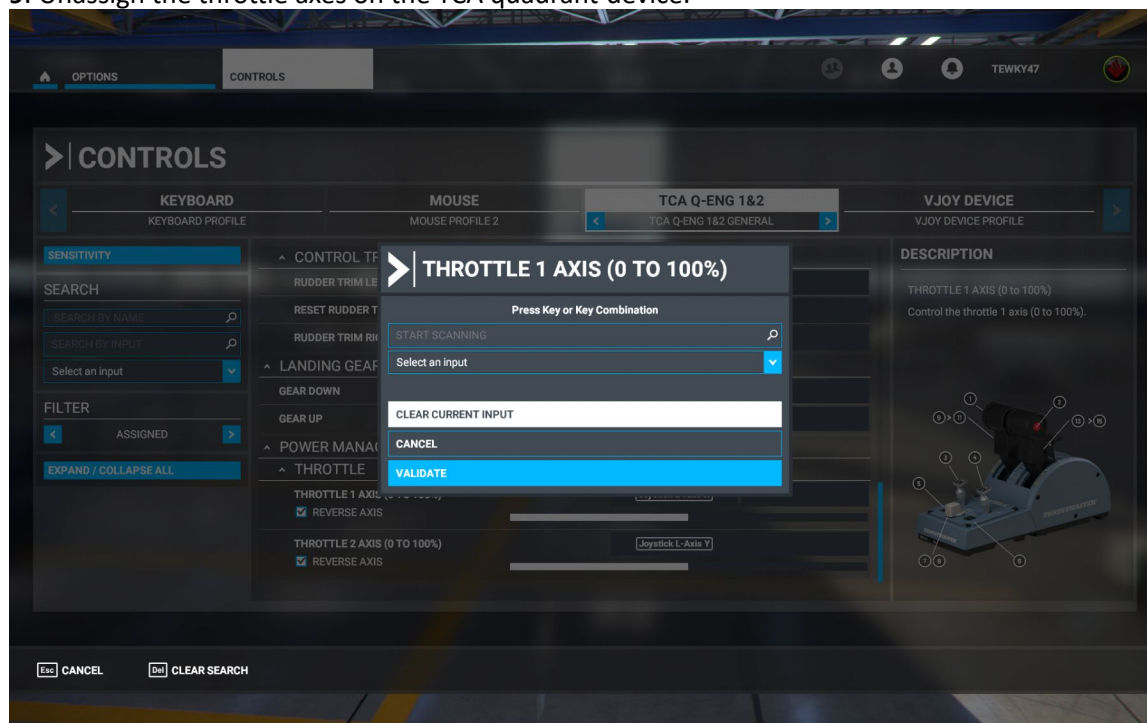 Unassign the throttle axes on the TCA quadrant device.
OPTIONS
CONTROLS
TEWKY47
CONTROLS
KEYBOARD
KEYBOARD PROFILE
MOUSE
MOUSE PROFILE 2
TCA Q-ENG 1&2
TCA Q-ENG 1&2 GENERAL
VJOY DEVICE
VJOY DEVICE PROFILE
SENSITIVITY
SEARCH
SEARCH BY NAME
SEARCH BY INPUT
Select an input
FILTER
ASSIGNED
EXPAND / COLLAPSE ALL
CONTROL
RUDDER TRIM
RESET RUDDER
RUDDER TRIM
LANDING GEAR
GEAR DOWN
GEAR UP
POWER
THROTTLE
THROTTLE 1 AXIS
REVERSE AXIS
THROTTLE 2 AXIS (0 TO 100%)
Joystick L-Axis Y
REVERSE AXIS
THROTTLE 1 AXIS (0 TO 100%)
Press Key or Key Combination
START SCANNING
Select an input
CLEAR CURRENT INPUT
CANCEL
VALIDATE
DESCRIPTION
THROTTLE 1 AXIS (0 to 100%)
Control the throttle 1 axis (0 to 100%).
Esc CANCEL
Del CLEAR SEARCH